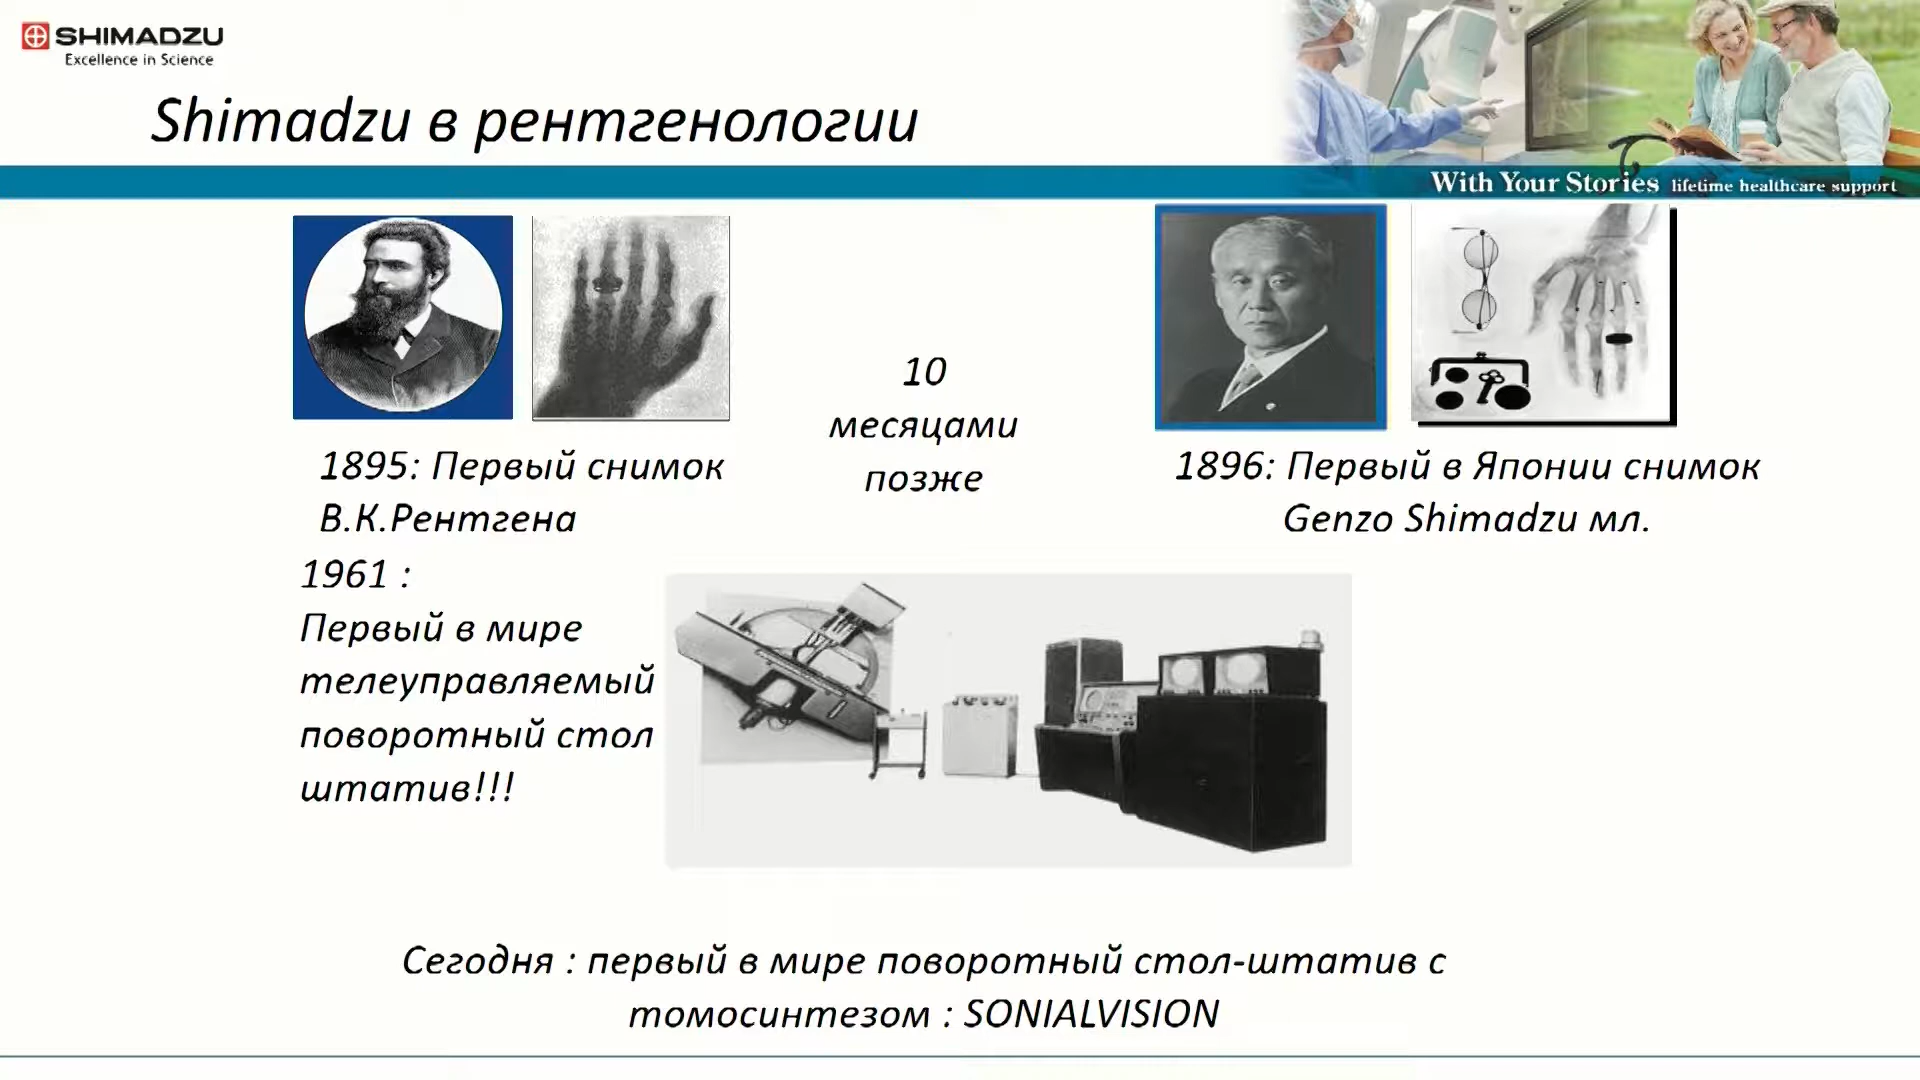 SHIMADZU
Excellence in Science
Shimadzu в рентгенологии
With Your Stories lifetime healthcare support
10
месяцами
позже
1895: Первый снимок
В.К.Рентгена
1896: Первый в Японии снимок
Genzo Shimadzu мл.
1961 :
Первый в мире
телеуправляемый
поворотный стол
штатив!!!
Сегодня : первый в мире поворотный стол-штатив с
томосинтезом : SONIALVISION